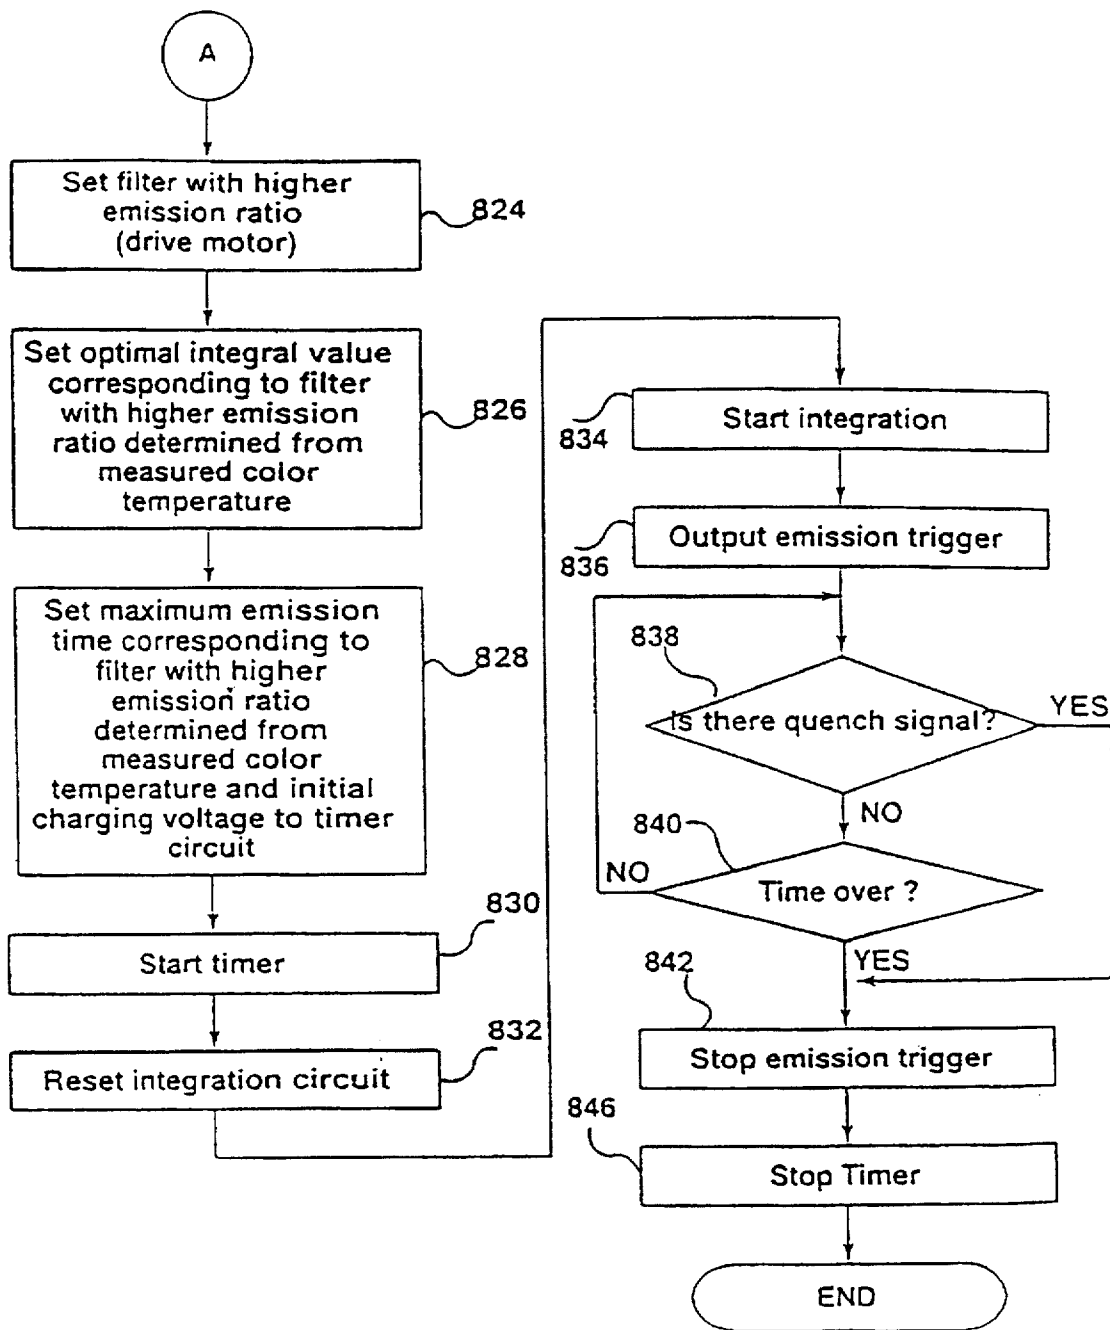 A
Set filter with higher
emission ratio
(drive motor)
824
Set optimal integral value
corresponding to filter
with higher emission
ratio determined from
measured color
temperature
826
Set maximum emission
time corresponding to
filter with higher
emission ratio
determined from
measured color
temperature and initial
charging voltage to timer
circuit
828
Start timer
830
Reset integration circuit
832
Start integration
834
Output emission trigger
836
838
Is there quench signal?
YES
NO
840
Time over ?
NO
YES
842
Stop emission trigger
846
Stop Timer
END